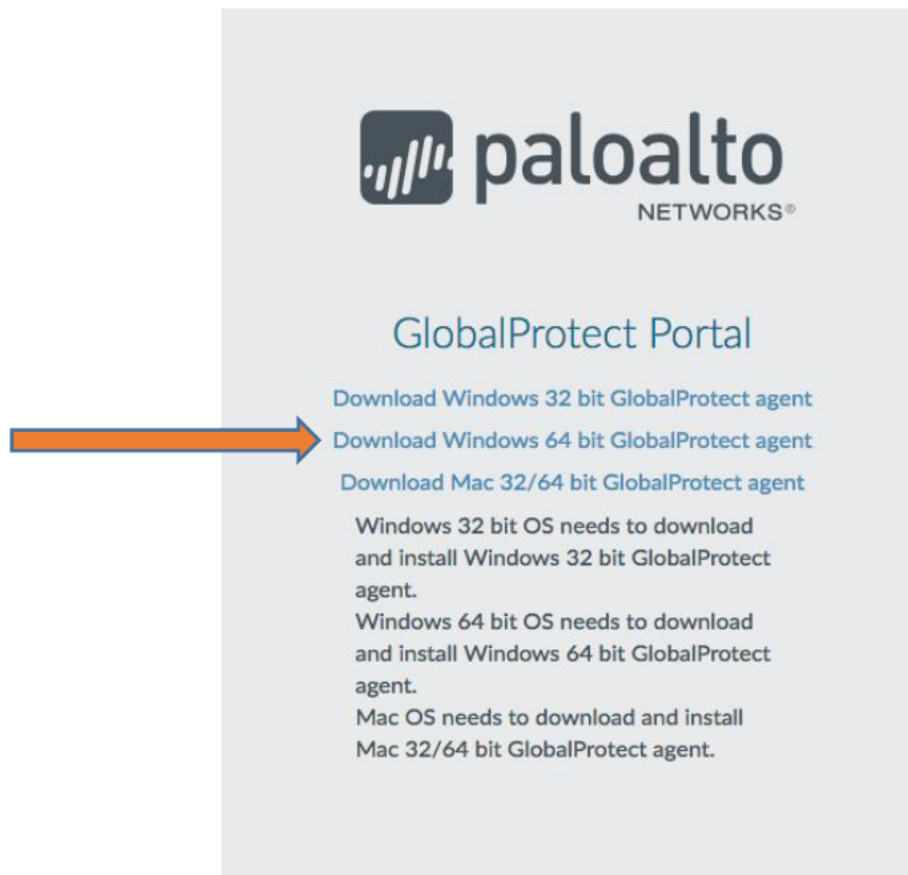 paloalto
NETWORKS®
GlobalProtect Portal
Download Windows 32 bit GlobalProtect agent
Download Windows 64 bit GlobalProtect agent
Download Mac 32/64 bit GlobalProtect agent
Windows 32 bit OS needs to download
and install Windows 32 bit GlobalProtect
agent.
Windows 64 bit OS needs to download
and install Windows 64 bit GlobalProtect
agent.
Mac OS needs to download and install
Mac 32/64 bit GlobalProtect agent.